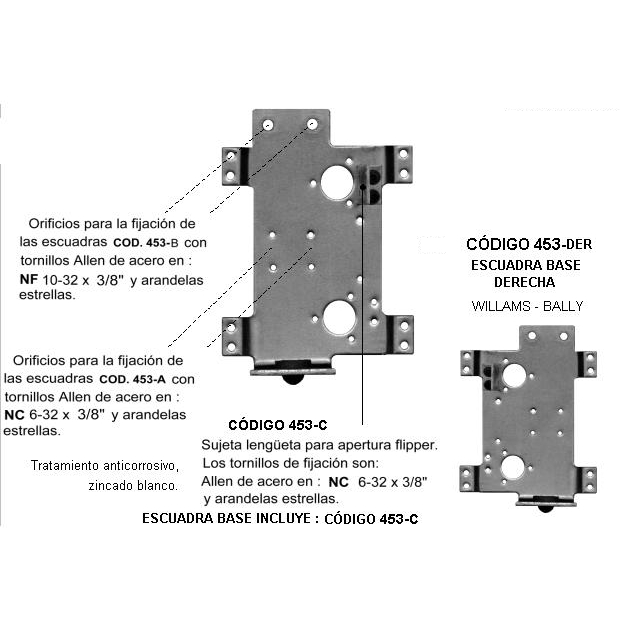 Orificios para la fijación de
las escuadras COD. 453-B con
tornillos Allen de acero en :
NF 10-32 x 3/8" y arandelas
estrellas.
Orificios para la fijación de
las escuadras COD. 453-A con
tornillos Allen de acero en :
NC 6-32 x 3/8" y arandelas
estrellas.
Tratamiento anticorrosivo,
zincado blanco.
CÓDIGO 453-C
Sujeta lengüeta para apertura flipper.
Los tornillos de fijación son:
Allen de acero en : NC 6-32 x 3/8"
y arandelas estrellas.
ESCUADRA BASE INCLUYE : CÓDIGO 453-C
CÓDIGO 453-DER
ESCUADRA BASE
DERECHA
WILLAMS - BALLY